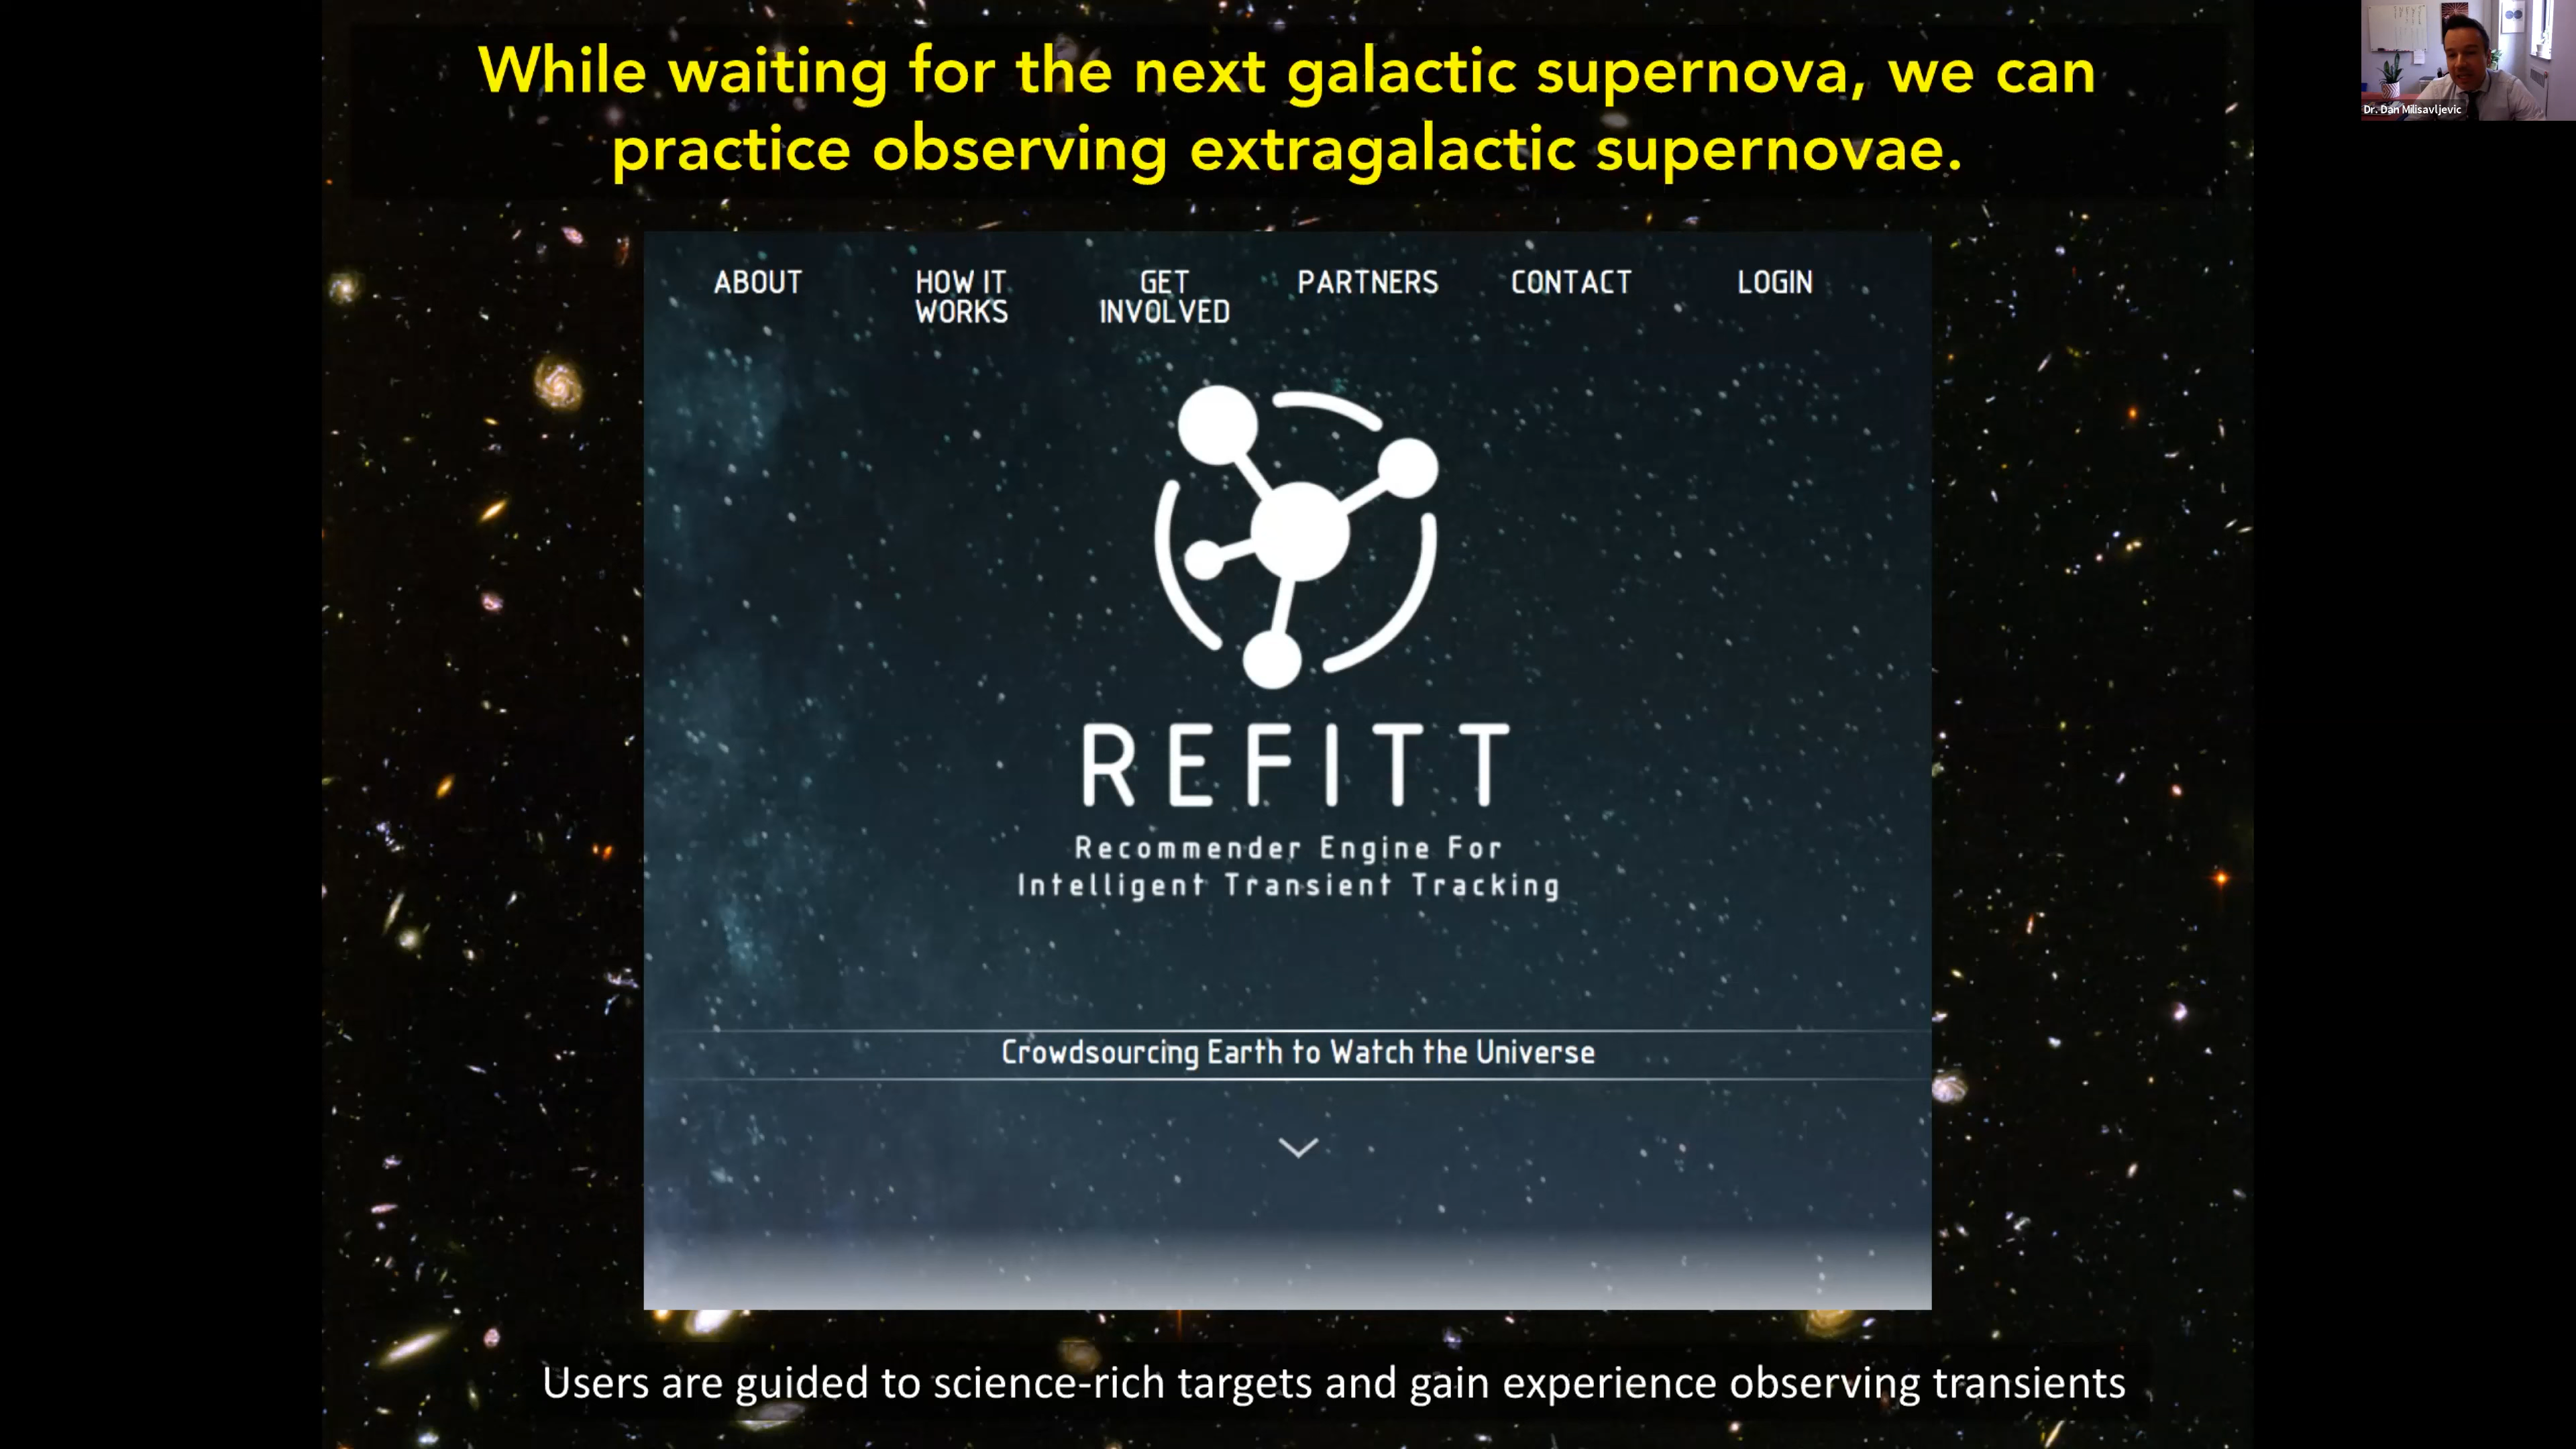 While waiting for the next galactic supernova, we can
practice observing extragalactic supernovae.
Dr. Dan Milisavljevic
ABOUT
HOW IT
WORKS
GET
INVOLVED
PARTNERS
CONTACT
LOGIN
REFITT
Recommender Engine For
Intelligent Transient Tracking
Crowdsourcing Earth to Watch the Universe
Users are guided to science-rich targets and gain experience observing transients